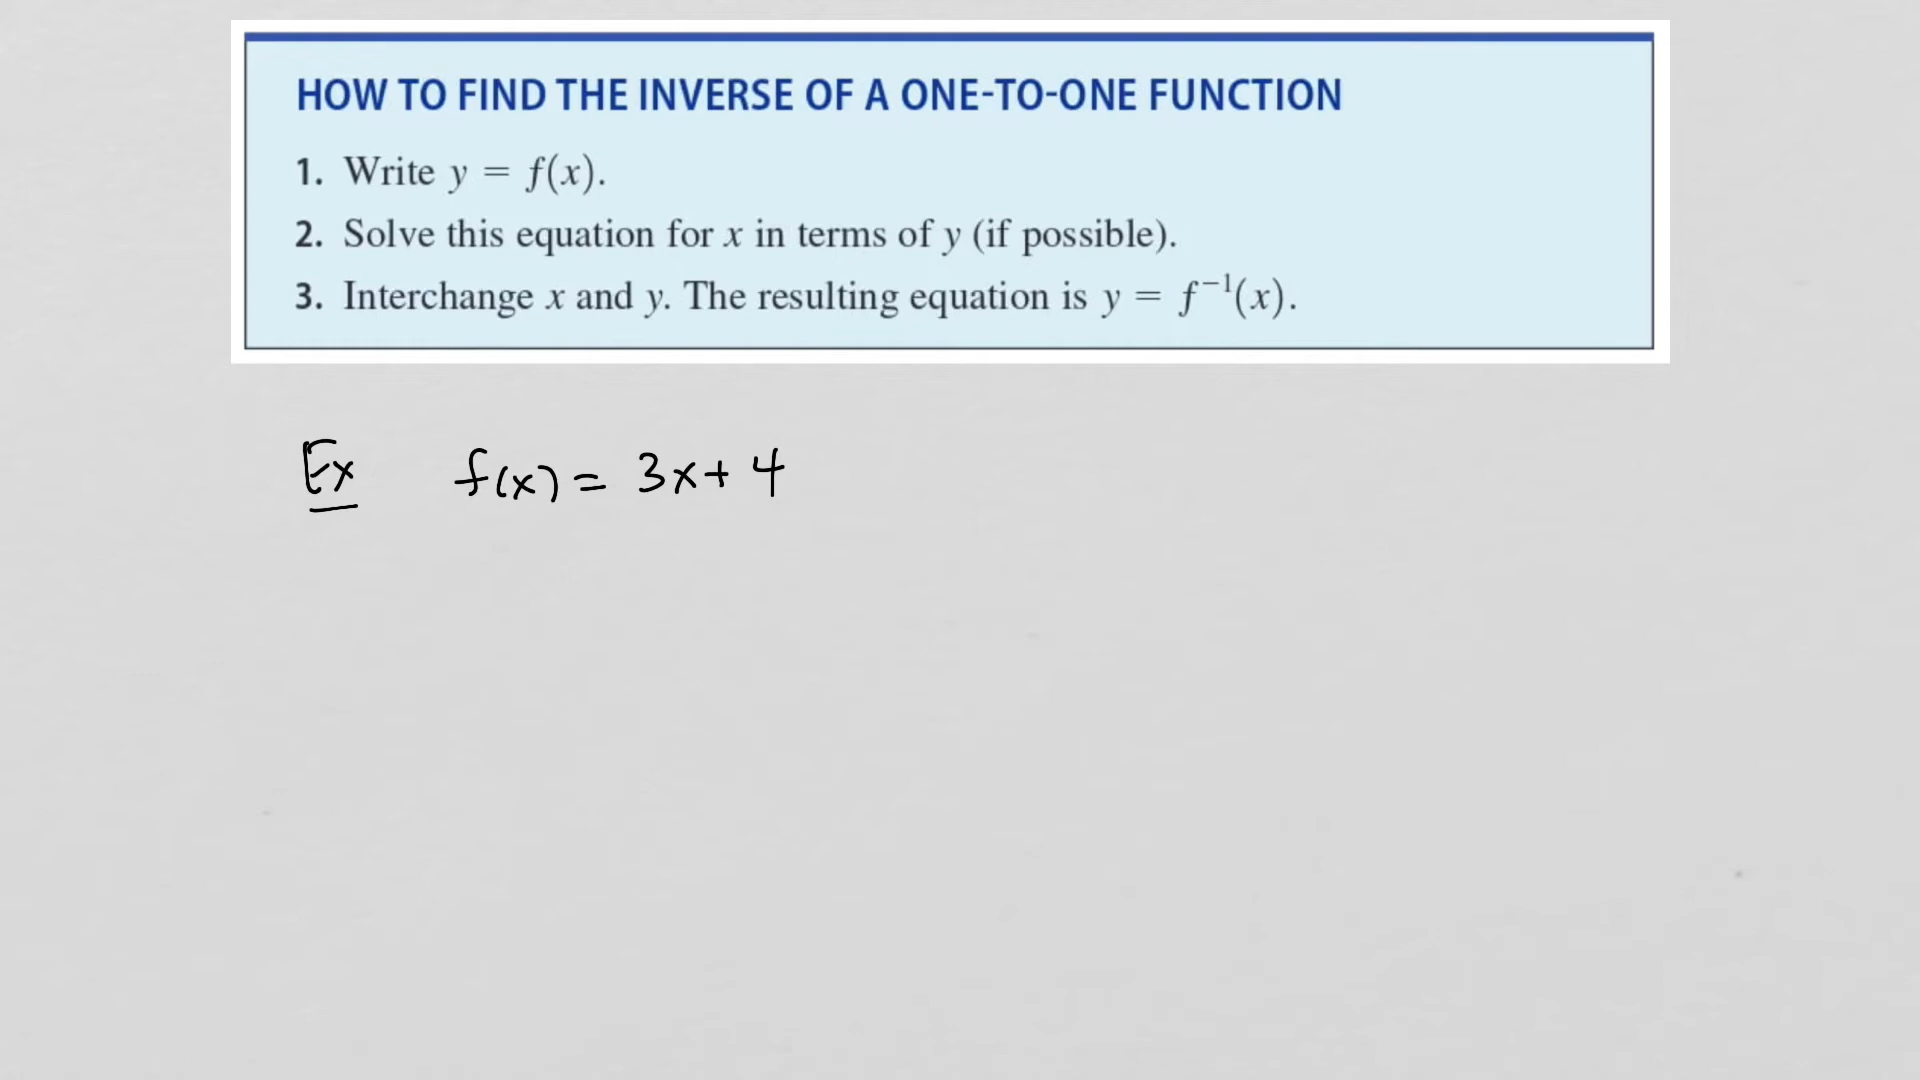 HOW TO FIND THE INVERSE OF A ONE-TO-ONE FUNCTION
1. Write y = f(x).
2. Solve this equation for x in terms of y (if possible).
3. Interchange x and y. The resulting equation is y = f⁻¹(x).
Ex f(x) = 3x + 4